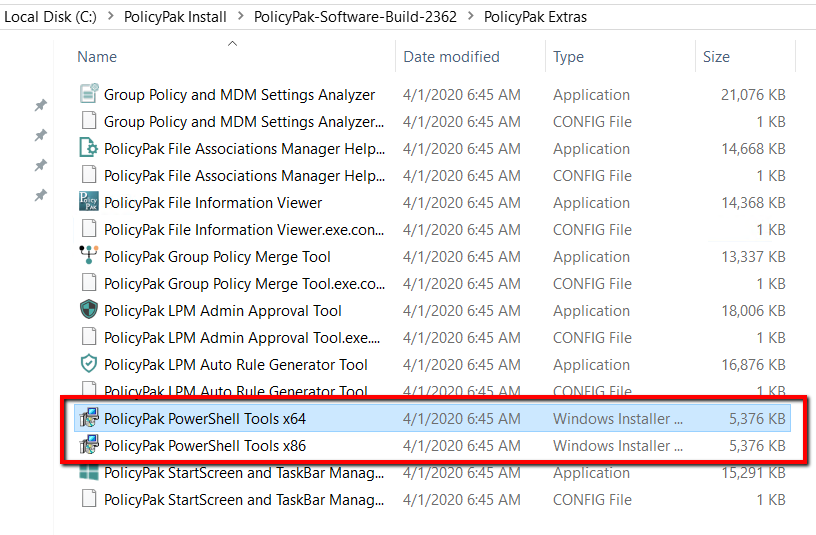 Local Disk (C:) > PolicyPak Install > PolicyPak-Software-Build-2362 > PolicyPak Extras
Name Date modified Type Size
Group Policy and MDM Settings Analyzer 4/1/2020 6:45 AM Application 21,076 KB
Group Policy and MDM Settings Analyzer... 4/1/2020 6:45 AM CONFIG File 1 KB
PolicyPak File Associations Manager Help... 4/1/2020 6:45 AM Application 14,668 KB
PolicyPak File Associations Manager Help... 4/1/2020 6:45 AM CONFIG File 1 KB
Policy Pak PolicyPak File Information Viewer 4/1/2020 6:45 AM Application 14,368 KB
PolicyPak File Information Viewer.exe.con... 4/1/2020 6:45 AM CONFIG File 1 KB
PolicyPak Group Policy Merge Tool 4/1/2020 6:45 AM Application 13,337 KB
PolicyPak Group Policy Merge Tool.exe.co... 4/1/2020 6:45 AM CONFIG File 1 KB
PolicyPak LPM Admin Approval Tool 4/1/2020 6:45 AM Application 18,006 KB
PolicyPak LPM Admin Approval Tool.exe.... 4/1/2020 6:45 AM CONFIG File 1 KB
PolicyPak LPM Auto Rule Generator Tool 4/1/2020 6:45 AM Application 16,876 KB
PolicyPak LPM Auto Rule Generator Tool 4/1/2020 6:45 AM CONFIG File 1 KB
PolicyPak PowerShell Tools x64 4/1/2020 6:45 AM Windows Installer ... 5,376 KB
PolicyPak PowerShell Tools x86 4/1/2020 6:45 AM Windows Installer ... 5,376 KB
PolicyPak StartScreen and TaskBar Manag... 4/1/2020 6:45 AM Application 15,291 KB
PolicyPak StartScreen and TaskBar Manag... 4/1/2020 6:45 AM CONFIG File 1 KB